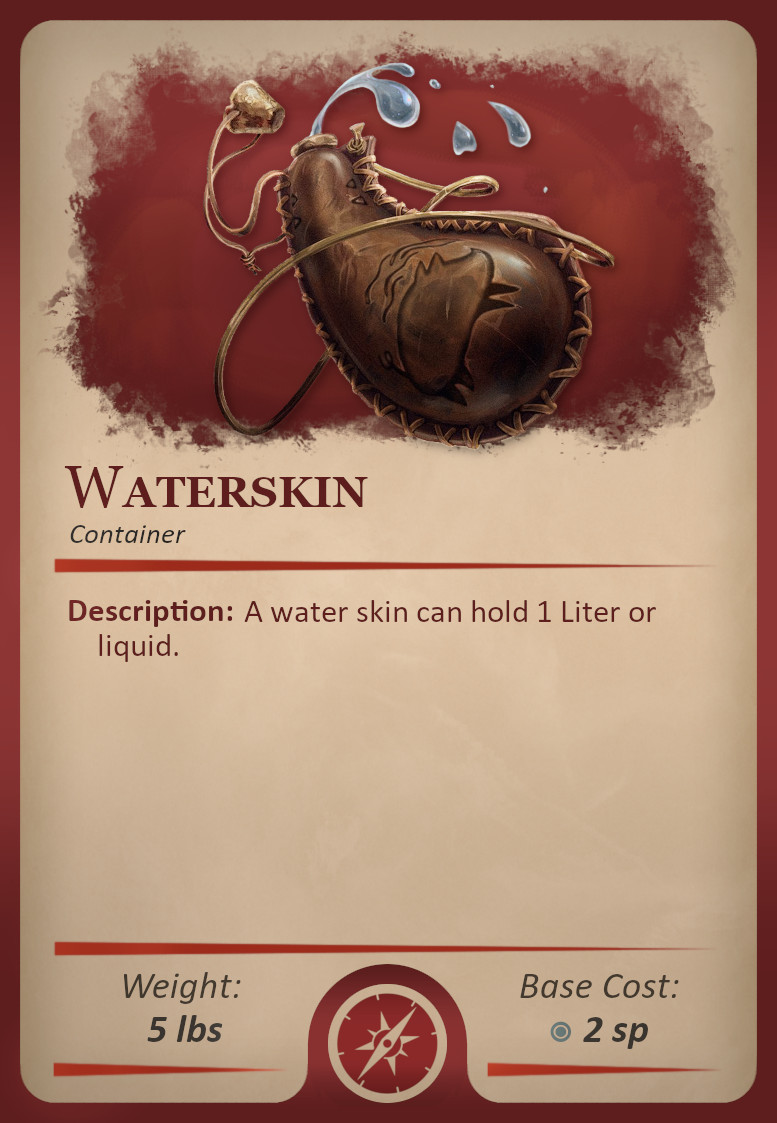 Waterskin
Container
Description: A water skin can hold 1 Liter or
liquid.
Weight:
5 lbs
Base Cost:
2 sp